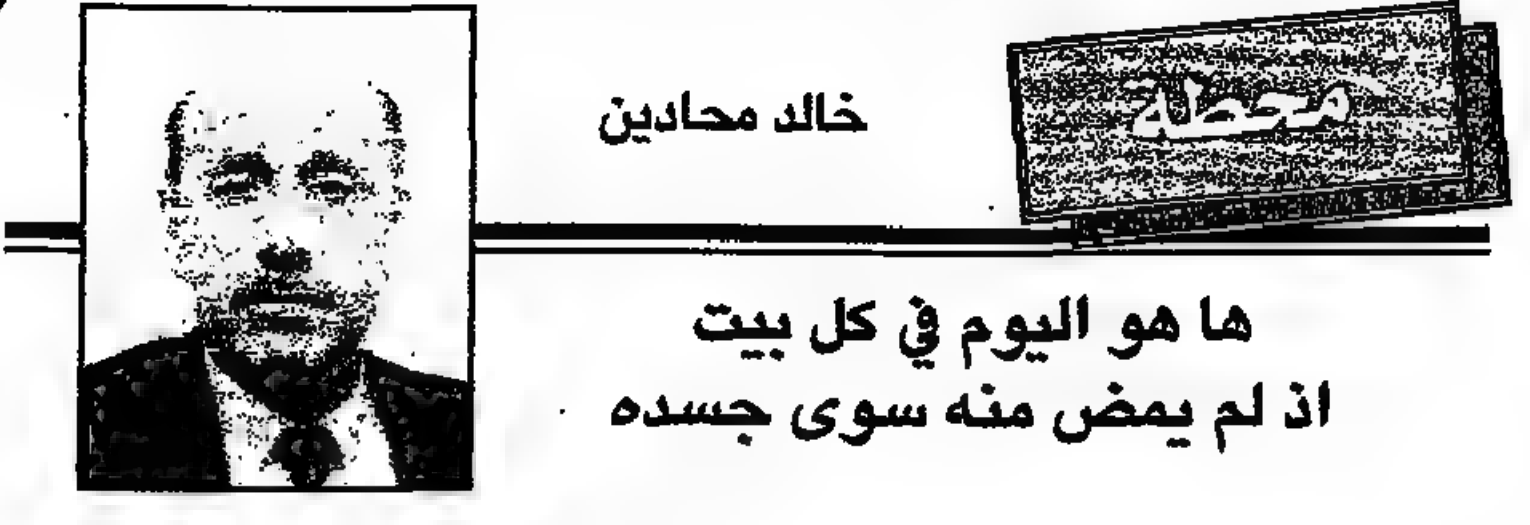 محطة
خالد محادين
ها هو اليوم في كل بيت
اذ لم يمض منه سوى جسده